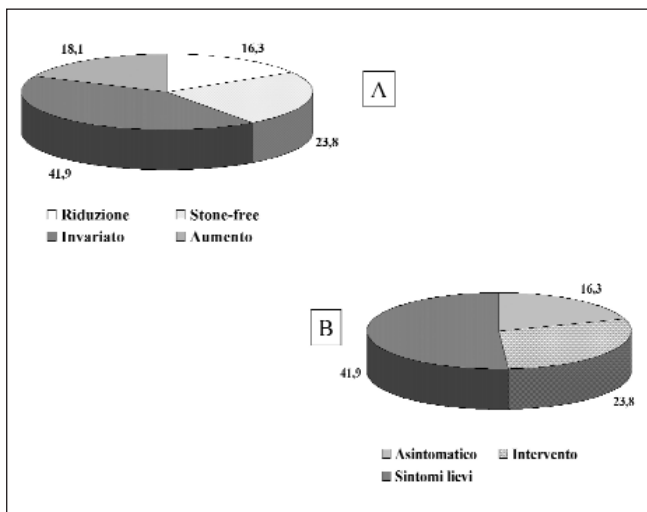 18,1 16,3
A
23,8
41,9
Riduzione Stone-free
Invariato Aumento
16,3
B
41,9
23,8
Asintomatico Intervento
Sintomi lievi